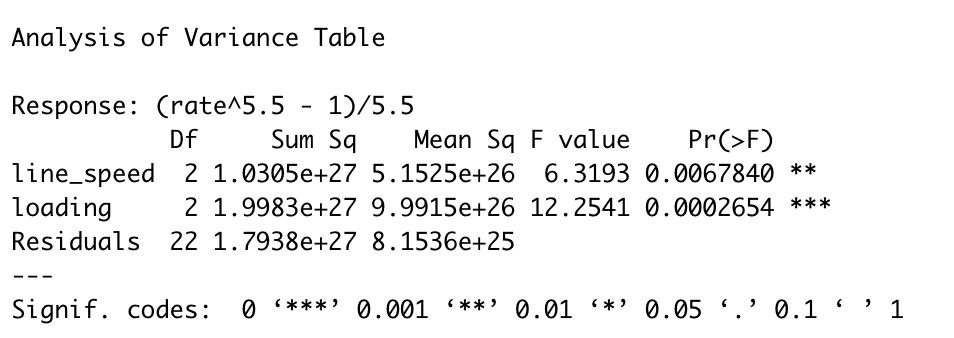 Analysis of Variance Table
Response: (rate^5.5 - 1)/5.5
           Df     Sum Sq    Mean Sq F value    Pr(>F)
line_speed  2 1.0305e+27 5.1525e+26  6.3193 0.0067840 **
loading     2 1.9983e+27 9.9915e+26 12.2541 0.0002654 ***
Residuals  22 1.7938e+27 8.1536e+25
---
Signif. codes:  0 ‘***’ 0.001 ‘**’ 0.01 ‘*’ 0.05 ‘.’ 0.1 ‘ ’ 1